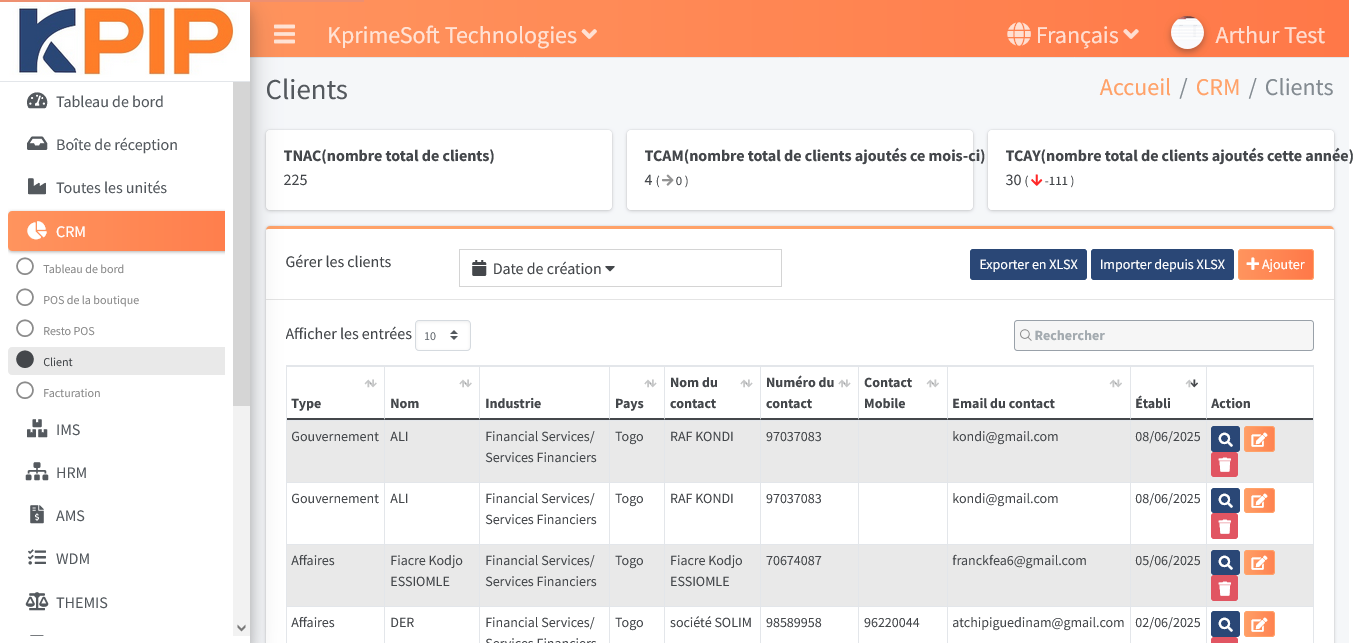 KPIP
KprimeSoft Technologies
Français
Arthur Test
Tableau de bord
Boîte de réception
Toutes les unités
CRM
Tableau de bord
POS de la boutique
Resto POS
Client
Facturation
IMS
HRM
AMS
WDM
THEMIS
Clients
Accueil / CRM / Clients
TNAC(nombre total de clients)
225
TCAM(nombre total de clients ajoutés ce mois-ci)
4 ( 0 )
TCAY(nombre total de clients ajoutés cette année)
30 ( -111 )
Gérer les clients
Date de création
Exporter en XLSX
Importer depuis XLSX
Ajouter
Afficher les entrées 10
Rechercher
Type Nom Industrie Pays Nom du contact Numéro du contact Contact Mobile Email du contact Établi Action
Gouvernement ALI Financial Services/ Services Financiers Togo RAF KONDI 97037083 kondi@gmail.com 08/06/2025
Gouvernement ALI Financial Services/ Services Financiers Togo RAF KONDI 97037083 kondi@gmail.com 08/06/2025
Affaires Fiacre Kodjo ESSIOMLE Financial Services/ Services Financiers Togo Fiacre Kodjo ESSIOMLE 70674087 franckfea6@gmail.com 05/06/2025
Affaires DER Financial Services/ Services Financiers Togo société SOLIM 98589958 96220044 atchipiguedinam@gmail.com 02/06/2025